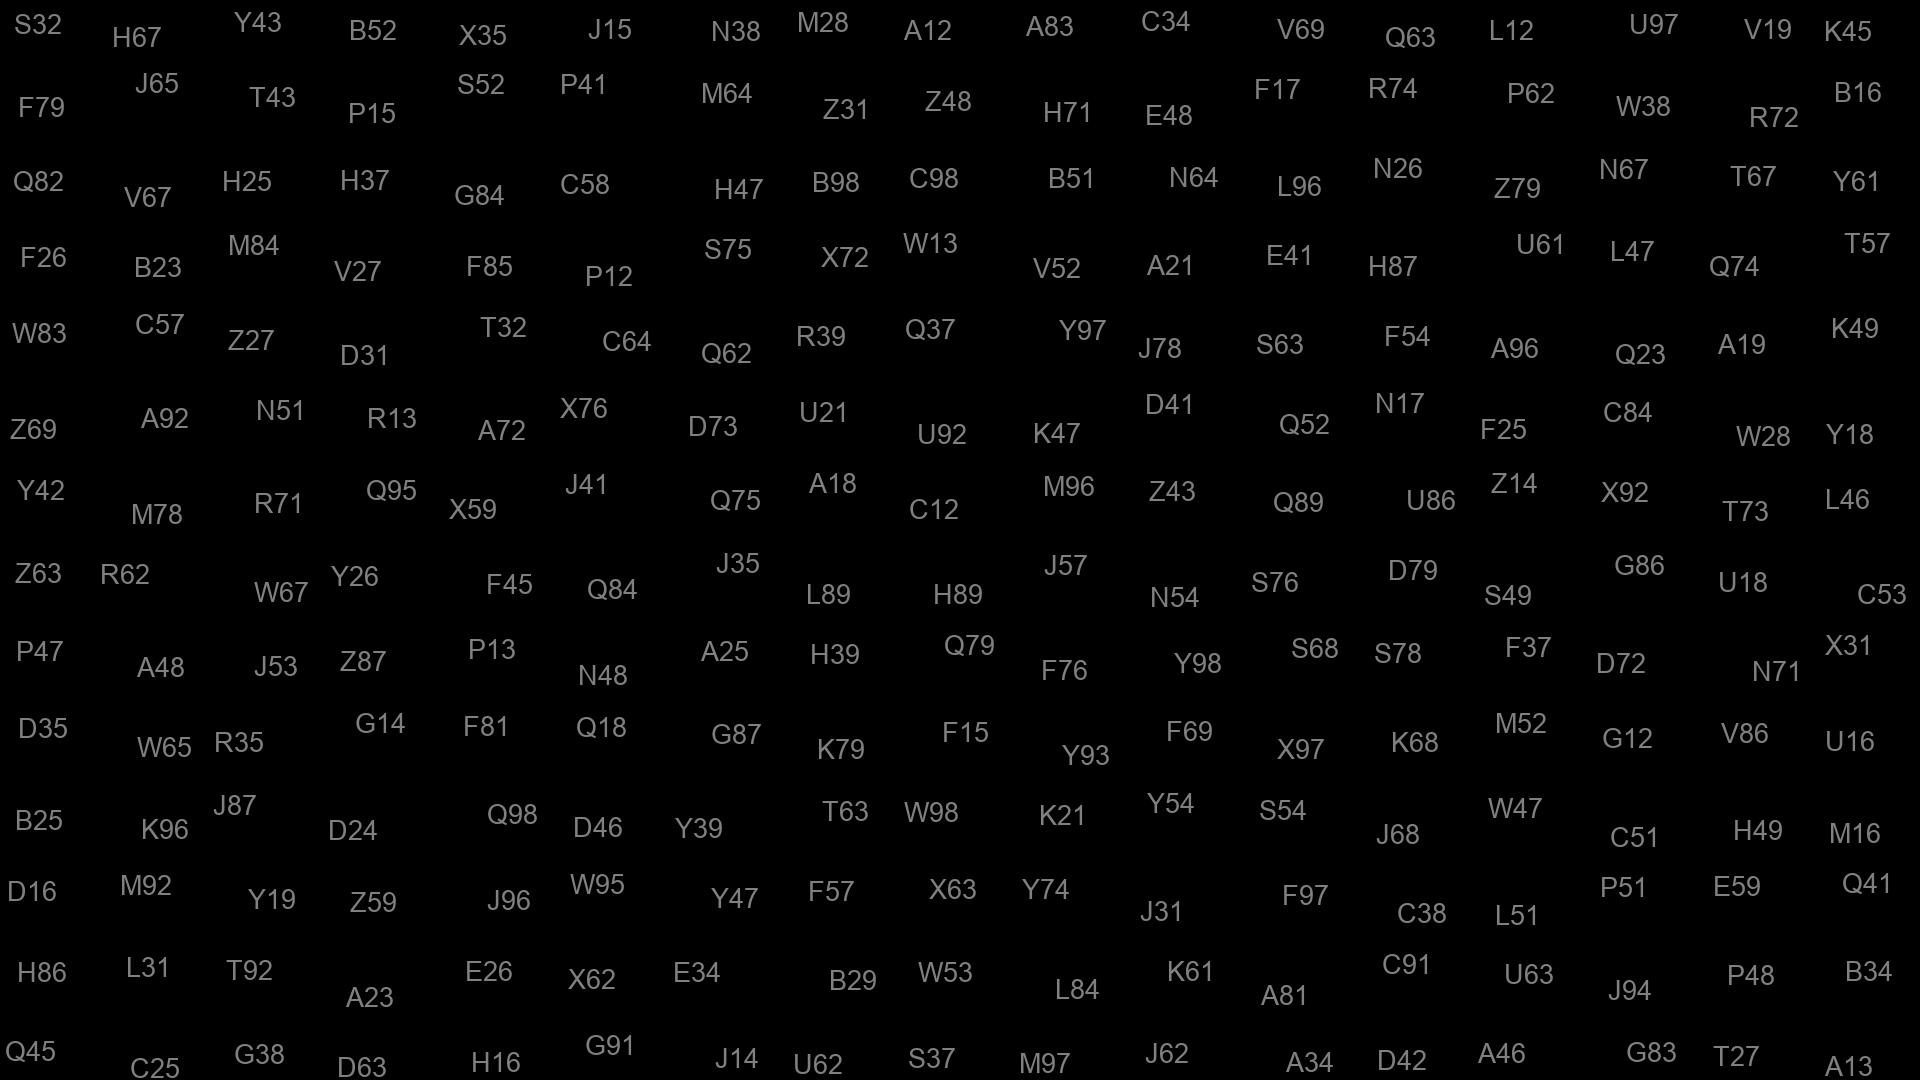 S32 H67 Y43 B52 X35 J15 N38 M28 A12 A83 C34 V69 Q63 L12 U97 V19 K45
F79 J65 T43 P15 S52 P41 M64 Z31 Z48 H71 E48 F17 R74 P62 W38 R72 B16
Q82 V67 H25 H37 G84 C58 H47 B98 C98 B51 N64 L96 N26 Z79 N67 T67 Y61
F26 B23 M84 V27 F85 P12 S75 X72 W13 V52 A21 E41 H87 U61 L47 Q74 T57
W83 C57 Z27 D31 T32 C64 Q62 R39 Q37 Y97 J78 S63 F54 A96 Q23 A19 K49
Z69 A92 N51 R13 A72 X76 D73 U21 U92 K47 D41 Q52 N17 F25 C84 W28 Y18
Y42 M78 R71 Q95 X59 J41 Q75 A18 C12 M96 Z43 Q89 U86 Z14 X92 T73 L46
Z63 R62 W67 Y26 F45 Q84 J35 L89 H89 J57 N54 S76 D79 S49 G86 U18 C53
P47 A48 J53 Z87 P13 N48 A25 H39 Q79 F76 Y98 S68 S78 F37 D72 N71 X31
D35 W65 R35 G14 F81 Q18 G87 K79 F15 Y93 F69 X97 K68 M52 G12 V86 U16
B25 K96 J87 D24 Q98 D46 Y39 T63 W98 K21 Y54 S54 J68 W47 C51 H49 M16
D16 M92 Y19 Z59 J96 W95 Y47 F57 X63 Y74 J31 F97 C38 L51 P51 E59 Q41
H86 L31 T92 A23 E26 X62 E34 B29 W53 L84 K61 A81 C91 U63 J94 P48 B34
Q45 C25 G38 D63 H16 G91 J14 U62 S37 M97 J62 A34 D42 A46 G83 T27 A13